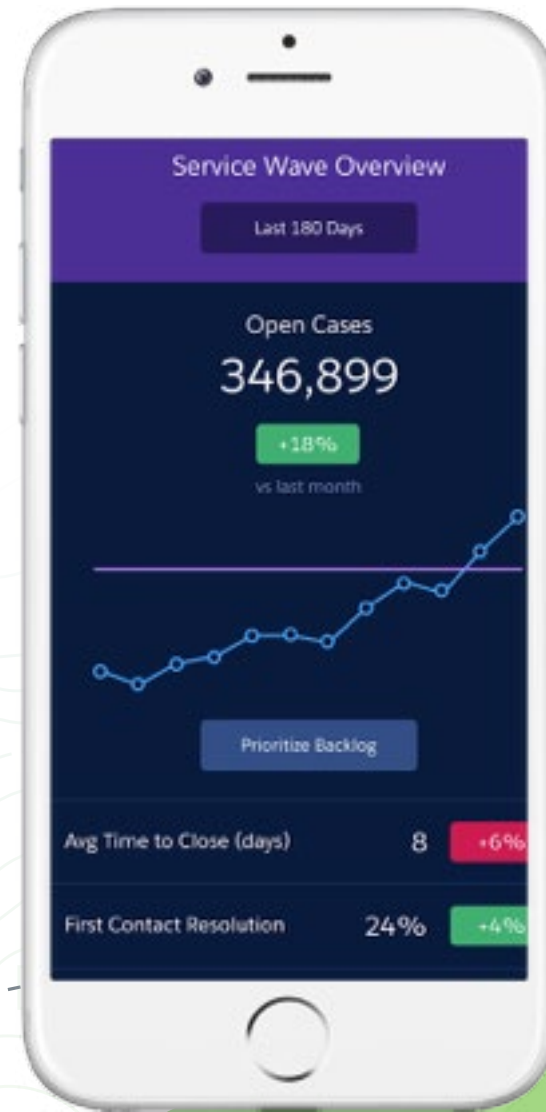 Service Wave Overview
Last 180 Days
Open Cases
346,899
+18%
vs last month
Prioritize Backlog
Avg Time to Close (days) 8 +6%
First Contact Resolution 24% +4%